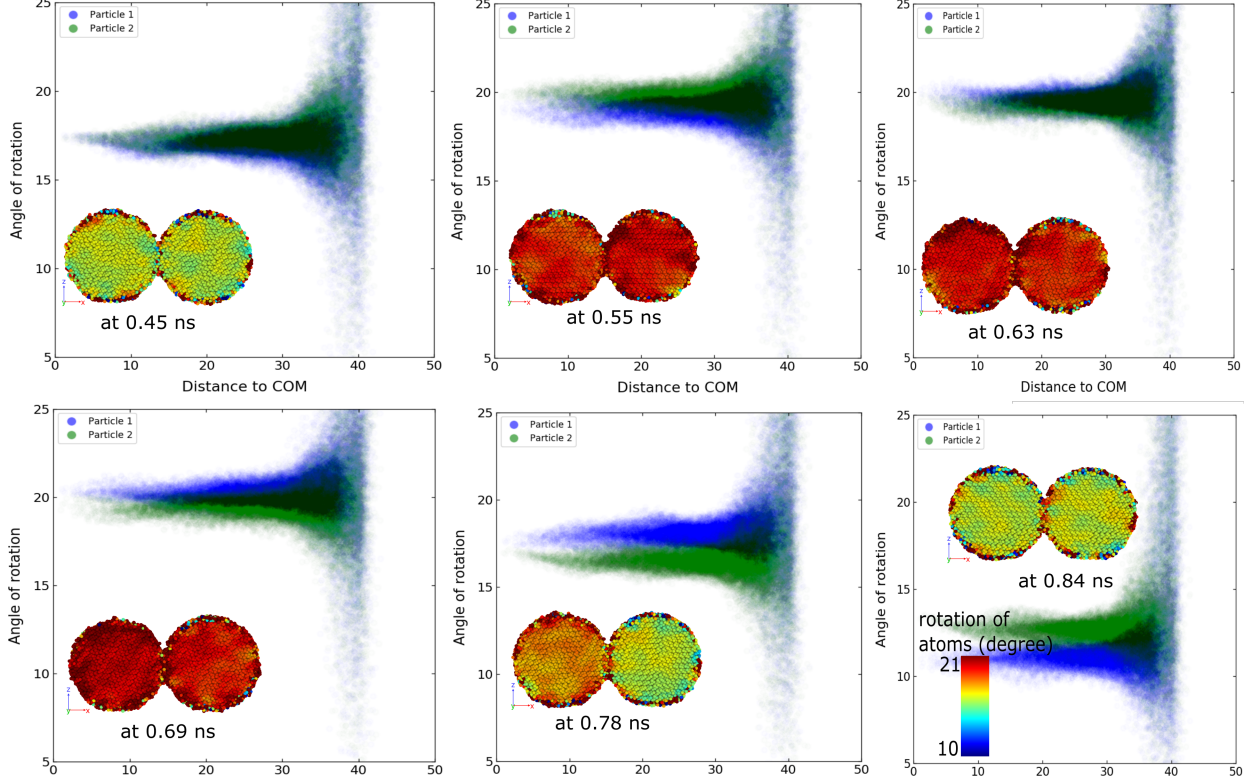 25
20
15
10
5
Angle of rotation
Particle 1
Particle 2
z
y
x
at 0.45 ns
0
10
20
30
40
50
Distance to COM
25
20
15
10
5
Angle of rotation
Particle 1
Particle 2
z
y
x
at 0.55 ns
0
10
20
30
40
50
Distance to COM
25
20
15
10
5
Angle of rotation
Particle 1
Particle 2
z
y
x
at 0.63 ns
0
10
20
30
40
50
Distance to COM
25
20
15
10
5
Angle of rotation
Particle 1
Particle 2
z
y
x
at 0.69 ns
0
10
20
30
40
50
25
20
15
10
5
Angle of rotation
Particle 1
Particle 2
z
y
x
at 0.78 ns
0
10
20
30
40
50
25
20
15
10
5
Angle of rotation
Particle 1
Particle 2
z
y
x
at 0.84 ns
rotation of
atoms (degree)
21
10
0
10
20
30
40
50